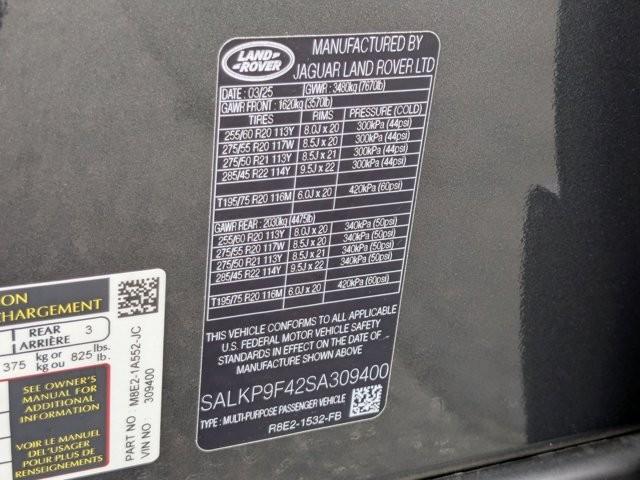 LAND ROVER
MANUFACTURED BY
JAGUAR LAND ROVER LTD
DATE: 03/25 GVWR: 3480kg (7670lb)
GAWR FRONT: 1620kg (3570lb)
TIRES RIMS PRESSURE (COLD)
255/60 R20 113Y 8.0J x 20 300kPa (44psi)
275/55 R20 117W 8.5J x 20 300kPa (44psi)
275/50 R21 113Y 8.5J x 21 300kPa (44psi)
285/45 R22 114Y 9.5J x 22 300kPa (44psi)
T195/75 R20 116M 6.0J x 20 420kPa (60psi)
GAWR REAR: 2030kg (4475lb)
255/60 R20 113Y 8.0J x 20 340kPa (50psi)
275/55 R20 117W 8.5J x 20 340kPa (50psi)
275/50 R21 113Y 8.5J x 21 340kPa (50psi)
285/45 R22 114Y 9.5J x 22 340kPa (50psi)
T195/75 R20 116M 6.0J x 20 420kPa (60psi)
THIS VEHICLE CONFORMS TO ALL APPLICABLE
U.S. FEDERAL MOTOR VEHICLE SAFETY
STANDARDS IN EFFECT ON THE DATE OF
MANUFACTURE SHOWN ABOVE
SALKP9F42SA309400
TYPE: MULTI-PURPOSE PASSENGER VEHICLE
R8E2-1532-FB
ION
CHARGEMENT
REAR 3
ARRIÈRE
375 kg or 825 lbs.
kg ou lb.
SEE OWNER'S
MANUAL FOR
ADDITIONAL
INFORMATION
VOIR LE MANUEL
DE L'USAGER
POUR PLUS DE
RENSEIGNEMENTS
PART NO M8E2-1A552-JC
VIN NO 309400